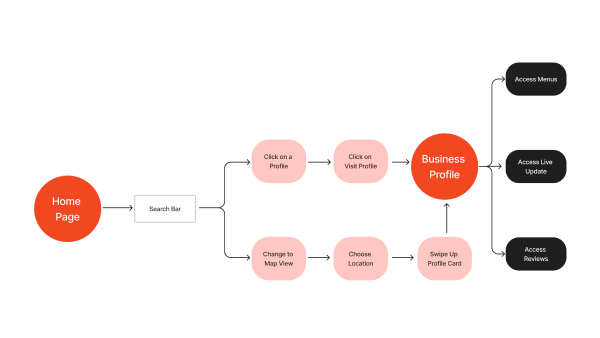 Home
Page
Search Bar
Click on a
Profile
Click on
Visit Profile
Business
Profile
Change to
Map View
Choose
Location
Swipe Up
Profile Card
Access Menus
Access Live
Update
Access
Reviews